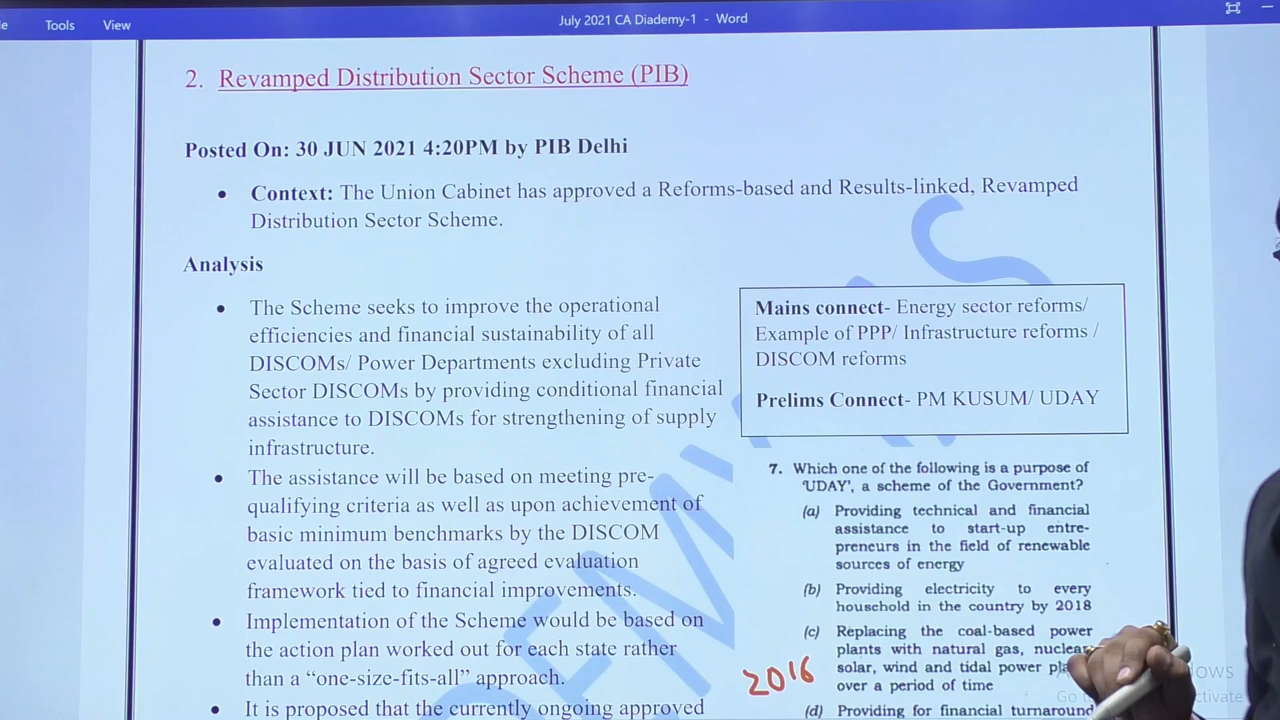 Tools View
July 2021 CA Diademy-1 - Word
2. Revamped Distribution Sector Scheme (PIB)
Posted On: 30 JUN 2021 4:20PM by PIB Delhi
• Context: The Union Cabinet has approved a Reforms-based and Results-linked, Revamped
Distribution Sector Scheme.
Analysis
• The Scheme seeks to improve the operational
efficiencies and financial sustainability of all
DISCOMs/ Power Departments excluding Private
Sector DISCOMs by providing conditional financial
assistance to DISCOMs for strengthening of supply
infrastructure.
• The assistance will be based on meeting pre-
qualifying criteria as well as upon achievement of
basic minimum benchmarks by the DISCOM
evaluated on the basis of agreed evaluation
framework tied to financial improvements.
• Implementation of the Scheme would be based on
the action plan worked out for each state rather
than a “one-size-fits-all” approach.
• It is proposed that the currently ongoing approved
Mains connect- Energy sector reforms/
Example of PPP/ Infrastructure reforms /
DISCOM reforms
Prelims Connect- PM KUSUM/ UDAY
7. Which one of the following is a purpose of
‘UDAY’, a scheme of the Government?
(a) Providing technical and financial
assistance to start-up entre-
preneurs in the field of renewable
sources of energy
(b) Providing electricity to every
household in the country by 2018
(c) Replacing the coal-based power
plants with natural gas, nuclear,
solar, wind and tidal power
over a period of time
(d) Providing for financial turnaround
2016